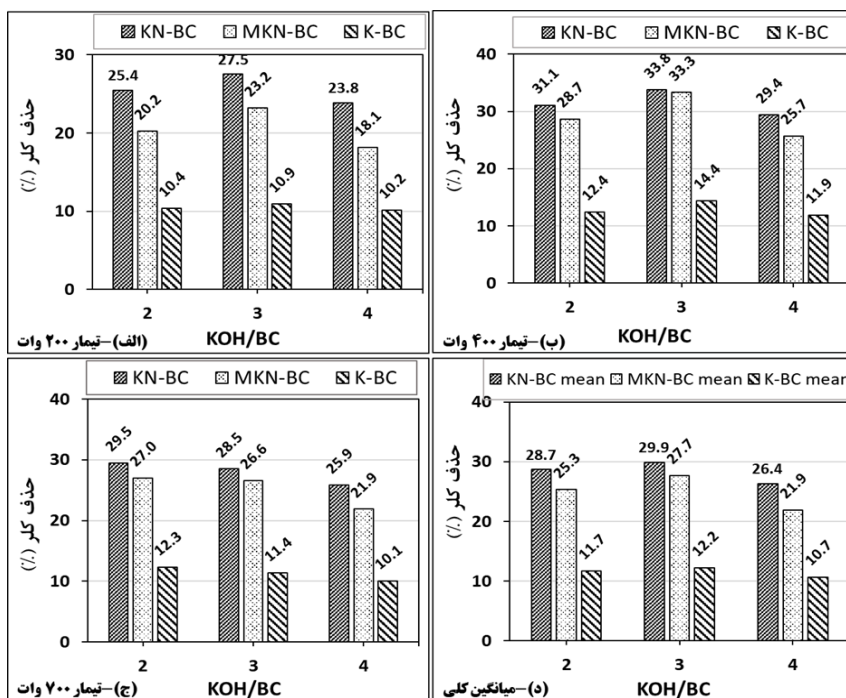 KN-BC MKN-BC K-BC
حذف کلر (%)
30
20
10
0
25.4 20.2 10.4
27.5 23.2 10.9
23.8 18.1 10.2
2 3 4
KOH/BC
(الف)-تیمار ۲۰۰ وات
KN-BC MKN-BC K-BC
حذف کلر (%)
40
30
20
10
0
31.1 28.7 12.4
33.8 33.3 14.4
29.4 25.7 11.9
2 3 4
KOH/BC
(ب)-تیمار ۴۰۰ وات
KN-BC MKN-BC K-BC
حذف کلر (%)
40
30
20
10
0
29.5 27.0 12.3
28.5 26.6 11.4
25.9 21.9 10.1
2 3 4
KOH/BC
(ج)-تیمار ۷۰۰ وات
KN-BC mean MKN-BC mean K-BC mean
حذف کلر (%)
40
30
20
10
0
28.7 25.3 11.7
29.9 27.7 12.2
26.4 21.9 10.7
2 3 4
KOH/BC
(د)-میانگین کلی